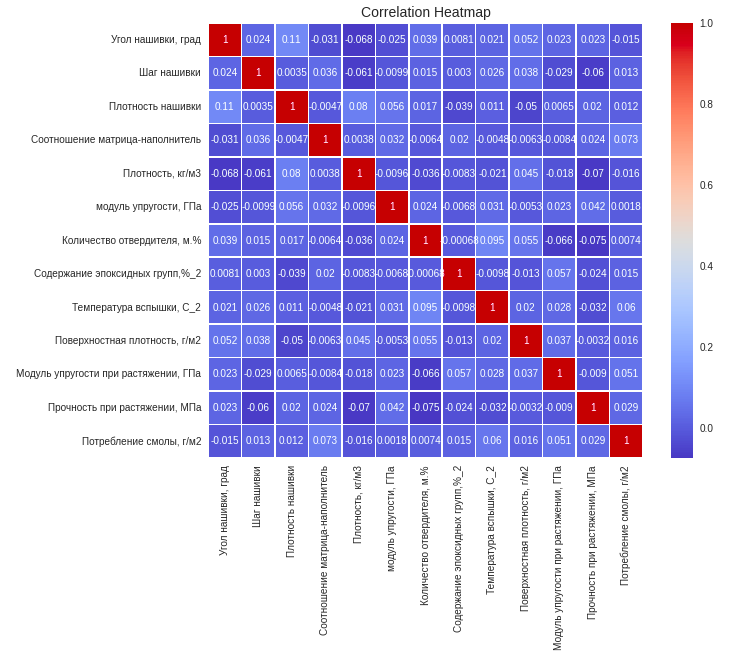 Correlation Heatmap
Угол нашивки, град 1 0.024 0.11 -0.031 -0.068 -0.025 0.039 0.0081 0.021 0.052 0.023 0.023 -0.015
Шаг нашивки 0.024 1 0.0035 0.036 -0.061 -0.0099 0.015 0.003 0.026 0.038 -0.029 -0.06 0.013
Плотность нашивки 0.11 0.0035 1 -0.0047 0.08 0.056 0.017 -0.039 0.011 -0.05 0.0065 0.02 0.012
Соотношение матрица-наполнитель -0.031 0.036 -0.0047 1 0.0038 0.032 -0.0064 0.02 -0.0048 -0.0063 -0.0084 0.024 0.073
Плотность, кг/м3 -0.068 -0.061 0.08 0.0038 1 -0.0096 -0.036 -0.0083 -0.021 0.045 -0.018 -0.07 -0.016
модуль упругости, ГПа -0.025 -0.0099 0.056 0.032 -0.0096 1 0.024 -0.0068 0.031 -0.0053 0.023 0.042 0.0018
Количество отвердителя, м.% 0.039 0.015 0.017 -0.0064 -0.036 0.024 1 -0.00068 0.095 0.055 -0.066 -0.075 0.0074
Содержание эпоксидных групп,%_2 0.0081 0.003 -0.039 0.02 -0.0083 -0.0068 -0.00068 1 -0.0098 -0.013 0.057 -0.024 0.015
Температура вспышки, С_2 0.021 0.026 0.011 -0.0048 -0.021 0.031 0.095 -0.0098 1 0.02 0.028 -0.032 0.06
Поверхностная плотность, г/м2 0.052 0.038 -0.05 -0.0063 0.045 -0.0053 0.055 -0.013 0.02 1 0.037 -0.0032 0.016
Модуль упругости при растяжении, ГПа 0.023 -0.029 0.0065 -0.0084 -0.018 0.023 -0.066 0.057 0.028 0.037 1 -0.009 0.051
Прочность при растяжении, МПа 0.023 -0.06 0.02 0.024 -0.07 0.042 -0.075 -0.024 -0.032 -0.0032 -0.009 1 0.029
Потребление смолы, г/м2 -0.015 0.013 0.012 0.073 -0.016 0.0018 0.0074 0.015 0.06 0.016 0.051 0.029 1
Угол нашивки, град
Шаг нашивки
Плотность нашивки
Соотношение матрица-наполнитель
Плотность, кг/м3
модуль упругости, ГПа
Количество отвердителя, м.%
Содержание эпоксидных групп,%_2
Температура вспышки, С_2
Поверхностная плотность, г/м2
Модуль упругости при растяжении, ГПа
Прочность при растяжении, МПа
Потребление смолы, г/м2
1.0
0.8
0.6
0.4
0.2
0.0